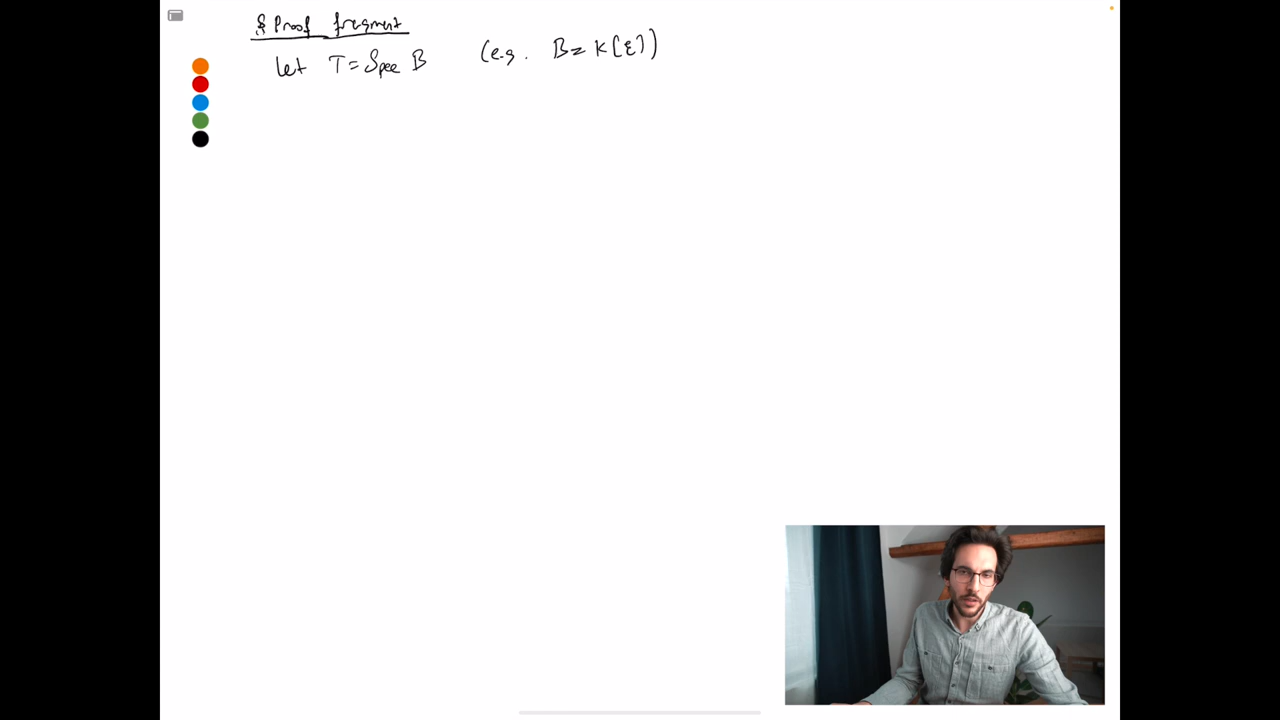 § Proof fragment
let T = Spec B (e.g. B = K[ε])